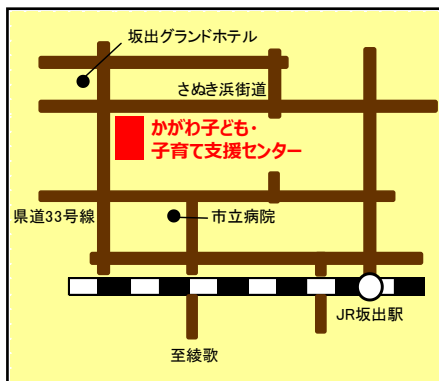 坂出グランドホテル
さぬき浜街道
かがわ子ども・
子育て支援センター
県道33号線
市立病院
JR坂出駅
至綾歌